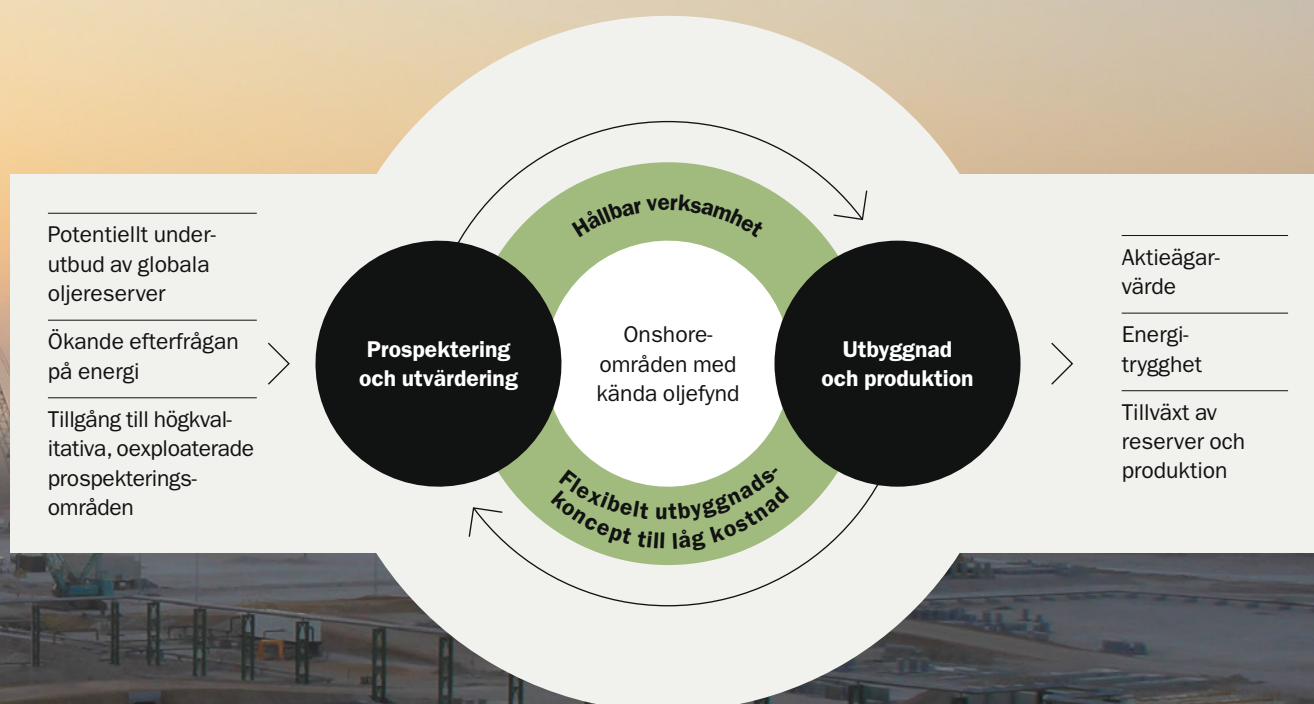 Potentiellt under-
utbud av globala
oljereserver
Ökande efterfrågan
på energi
Tillgång till högkval-
itativa, oexploaterade
prospekterings-
områden
Prospektering
och utvärdering
Hållbar verksamhet
Onshore-
områden med
kända oljefynd
Flexibelt utbyggnads-
koncept till låg kostnad
Utbyggnad
och produktion
Aktieägar-
värde
Energi-
trygghet
Tillväxt av
reserver och
produktion